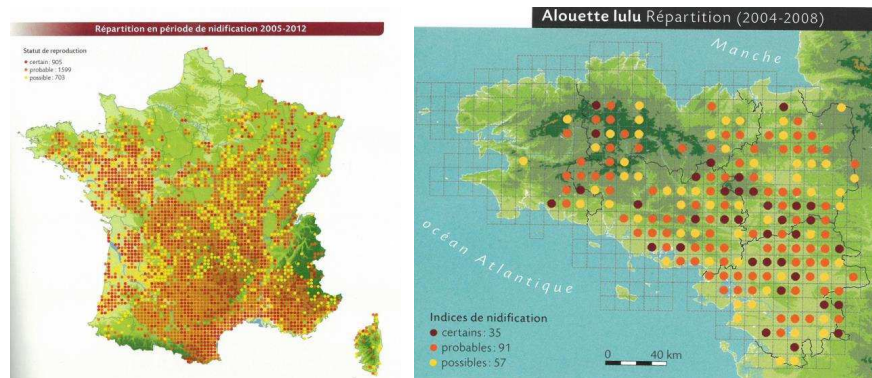 Répartition en période de nidification 2005-2012
Statut de reproduction
certain : 905
probable : 1599
possible : 703
Alouette lulu Répartition (2004-2008)
Manche
océan Atlantique
Indices de nidification
certains : 35
probables : 91
possibles : 57
0 40 km